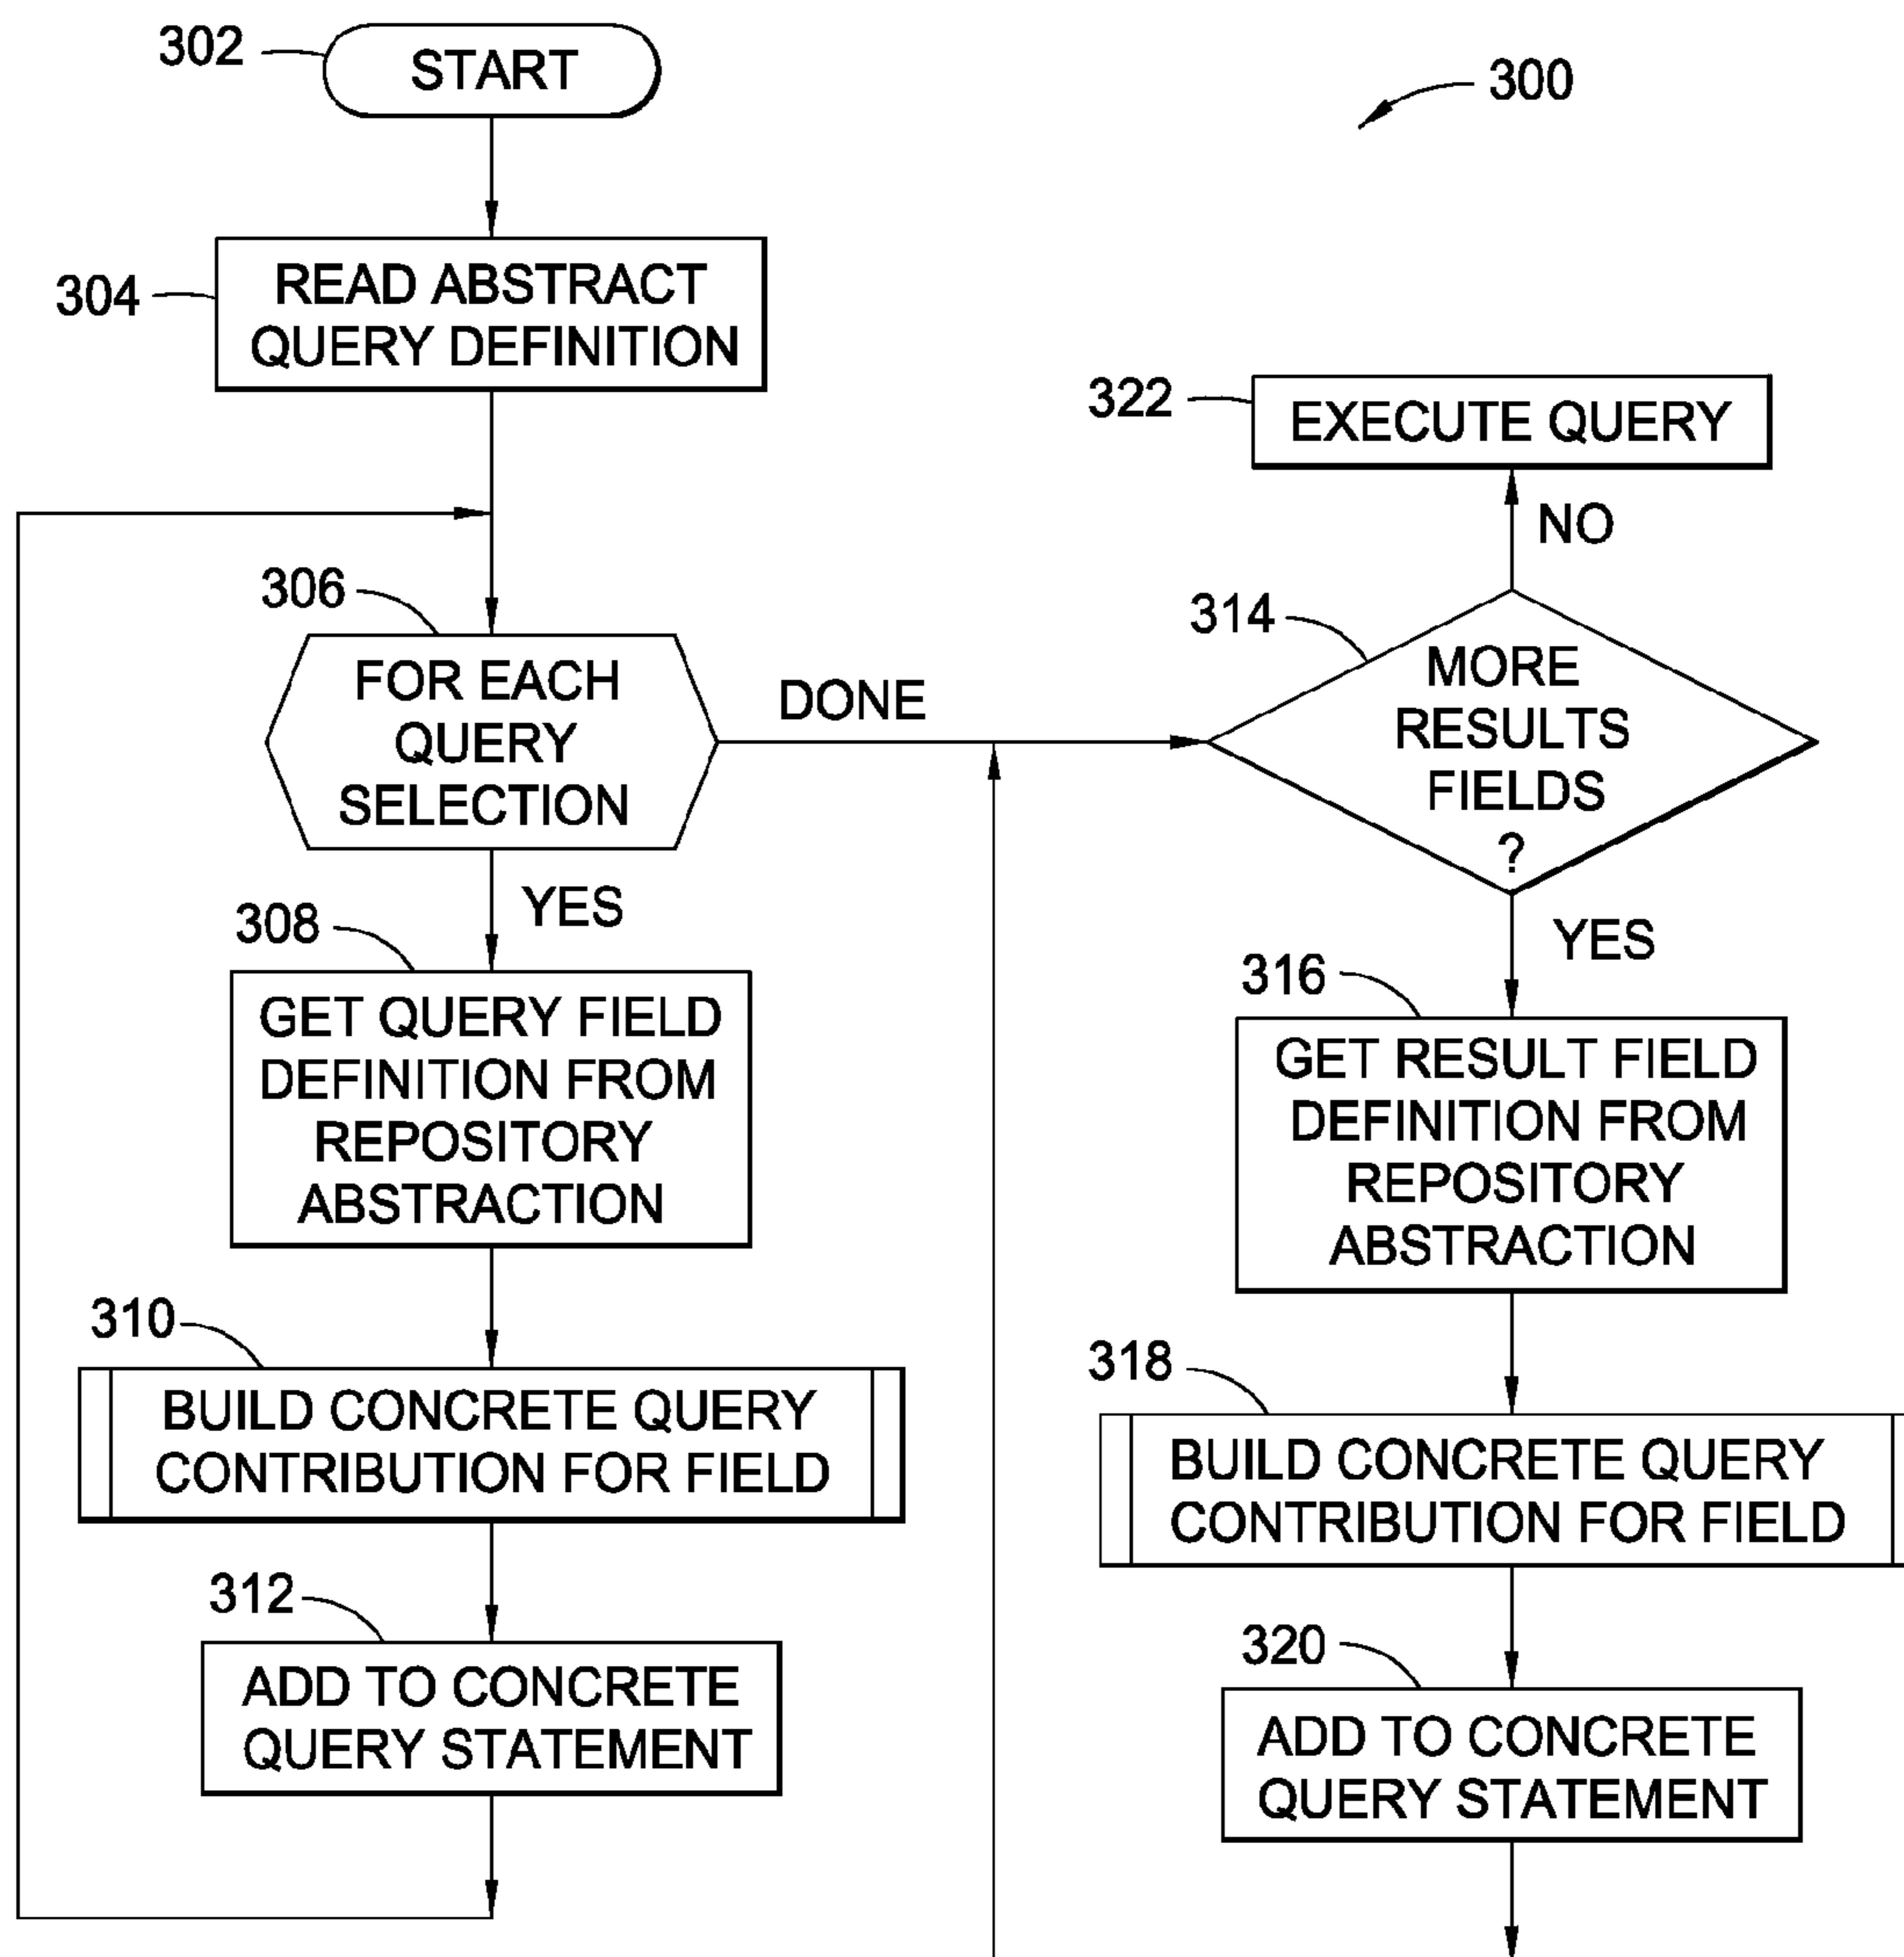 302
START
300
304
READ ABSTRACT
QUERY DEFINITION
306
FOR EACH
QUERY
SELECTION
DONE
YES
308
GET QUERY FIELD
DEFINITION FROM
REPOSITORY
ABSTRACTION
310
BUILD CONCRETE QUERY
CONTRIBUTION FOR FIELD
312
ADD TO CONCRETE
QUERY STATEMENT
322
EXECUTE QUERY
NO
314
MORE
RESULTS
FIELDS
?
YES
316
GET RESULT FIELD
DEFINITION FROM
REPOSITORY
ABSTRACTION
318
BUILD CONCRETE QUERY
CONTRIBUTION FOR FIELD
320
ADD TO CONCRETE
QUERY STATEMENT